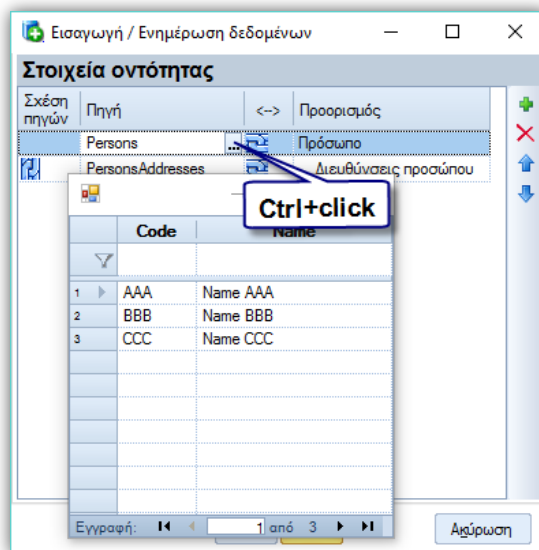 Εισαγωγή / Ενημέρωση δεδομένων
Στοιχεία οντότητας
Σχέση πηγών Πηγή <--> Προορισμός
Persons ... Πρόσωπο
PersonsAddresses Διευθύνσεις προσώπου
Ctrl+click
Code Name
1 AAA Name AAA
2 BBB Name BBB
3 CCC Name CCC
Εγγραφή: 1 από 3
Ακύρωση